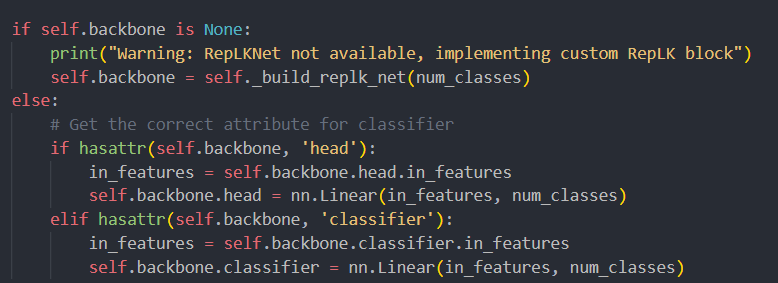 if self.backbone is None:
    print("Warning: RepLKNet not available, implementing custom RepLK block")
    self.backbone = self._build_replk_net(num_classes)
else:
    # Get the correct attribute for classifier
    if hasattr(self.backbone, 'head'):
        in_features = self.backbone.head.in_features
        self.backbone.head = nn.Linear(in_features, num_classes)
    elif hasattr(self.backbone, 'classifier'):
        in_features = self.backbone.classifier.in_features
        self.backbone.classifier = nn.Linear(in_features, num_classes)